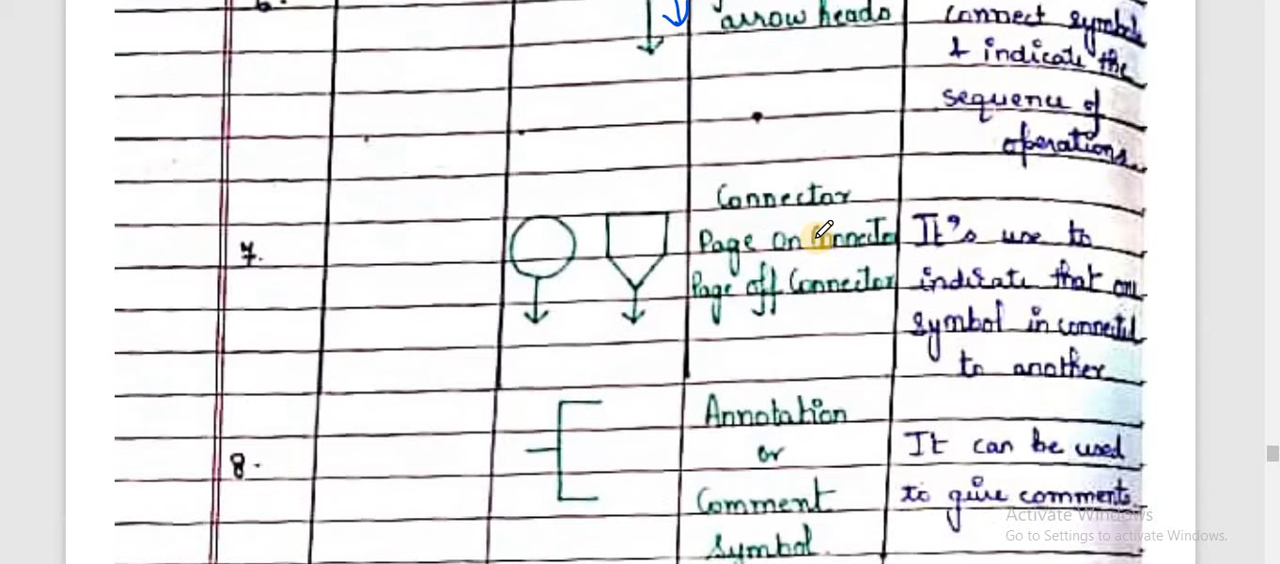 6.
arrow heads
connect symbols
& indicate the
sequence of
operations.
7.
Connector
Page on Connector
Page off Connector
It's use to
indicate that one
symbol in connected
to another
8.
Annotation
or
Comment
Symbol.
It can be used
to give comments.
Activate Windows
Go to Settings to activate Windows.